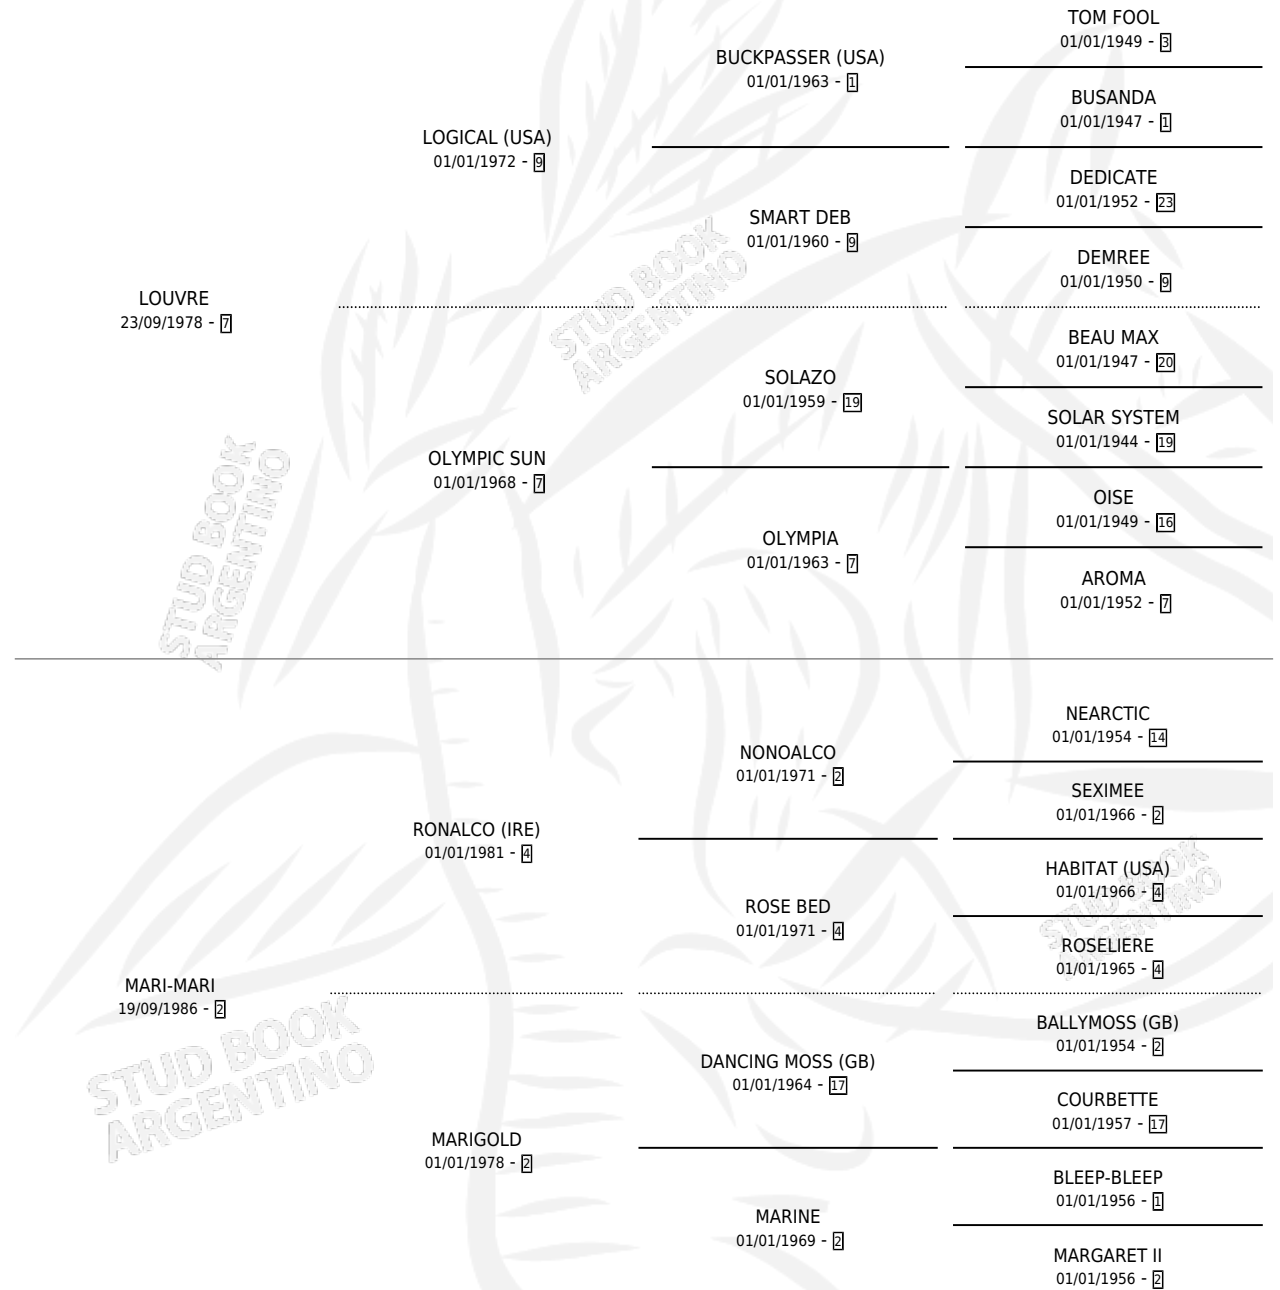 TOM FOOL
01/01/1949 - 3
BUCKPASSER (USA)
01/01/1963 - 1
BUSANDA
01/01/1947 - 1
LOGICAL (USA)
01/01/1972 - 9
DEDICATE
01/01/1952 - 23
SMART DEB
01/01/1960 - 9
DEMREE
01/01/1950 - 9
LOUVRE
23/09/1978 - 7
BEAU MAX
01/01/1947 - 20
SOLAZO
01/01/1959 - 19
SOLAR SYSTEM
01/01/1944 - 19
OLYMPIC SUN
01/01/1968 - 7
OISE
01/01/1949 - 16
OLYMPIA
01/01/1963 - 7
AROMA
01/01/1952 - 7
NEARCTIC
01/01/1954 - 14
NONOALCO
01/01/1971 - 2
SEXIMEE
01/01/1966 - 2
RONALCO (IRE)
01/01/1981 - 4
HABITAT (USA)
01/01/1966 - 4
ROSE BED
01/01/1971 - 4
ROSELIERE
01/01/1965 - 4
MARI-MARI
19/09/1986 - 2
BALLYMOSS (GB)
01/01/1954 - 2
DANCING MOSS (GB)
01/01/1964 - 17
COURBETTE
01/01/1957 - 17
MARIGOLD
01/01/1978 - 2
BLEEP-BLEEP
01/01/1956 - 1
MARINE
01/01/1969 - 2
MARGARET II
01/01/1956 - 2
STUD BOOK
ARGENTINO
STUD BOOK
ARGENTINO
STUD BOOK
ARGENTINO
STUD BOOK
ARGENTINO